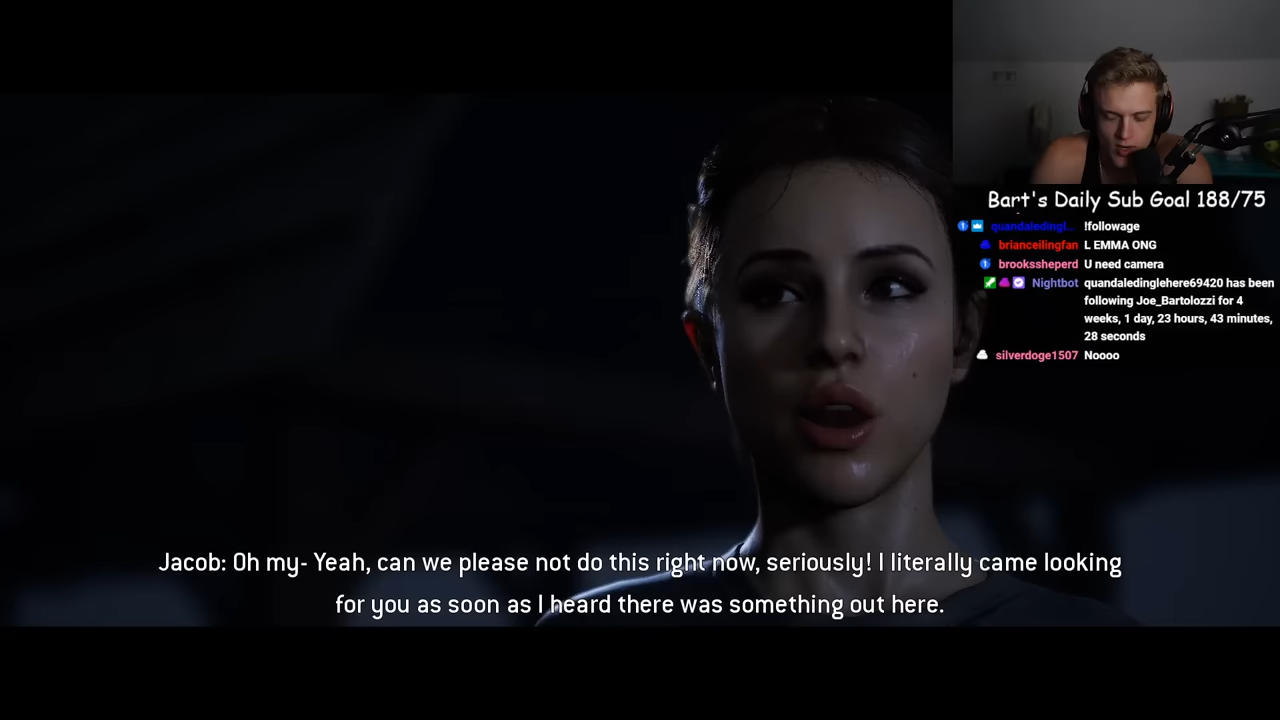 Bart's Daily Sub Goal 188/75
quandaledingl... !followage
brianceilingfan L EMMA ONG
brookssheperd U need camera
Nightbot quandaledinglehere69420 has been
following Joe_Bartolozzi for 4
weeks, 1 day, 23 hours, 43 minutes,
28 seconds
silverdoge1507 Noooo
Jacob: Oh my- Yeah, can we please not do this right now, seriously! I literally came looking
for you as soon as I heard there was something out here.